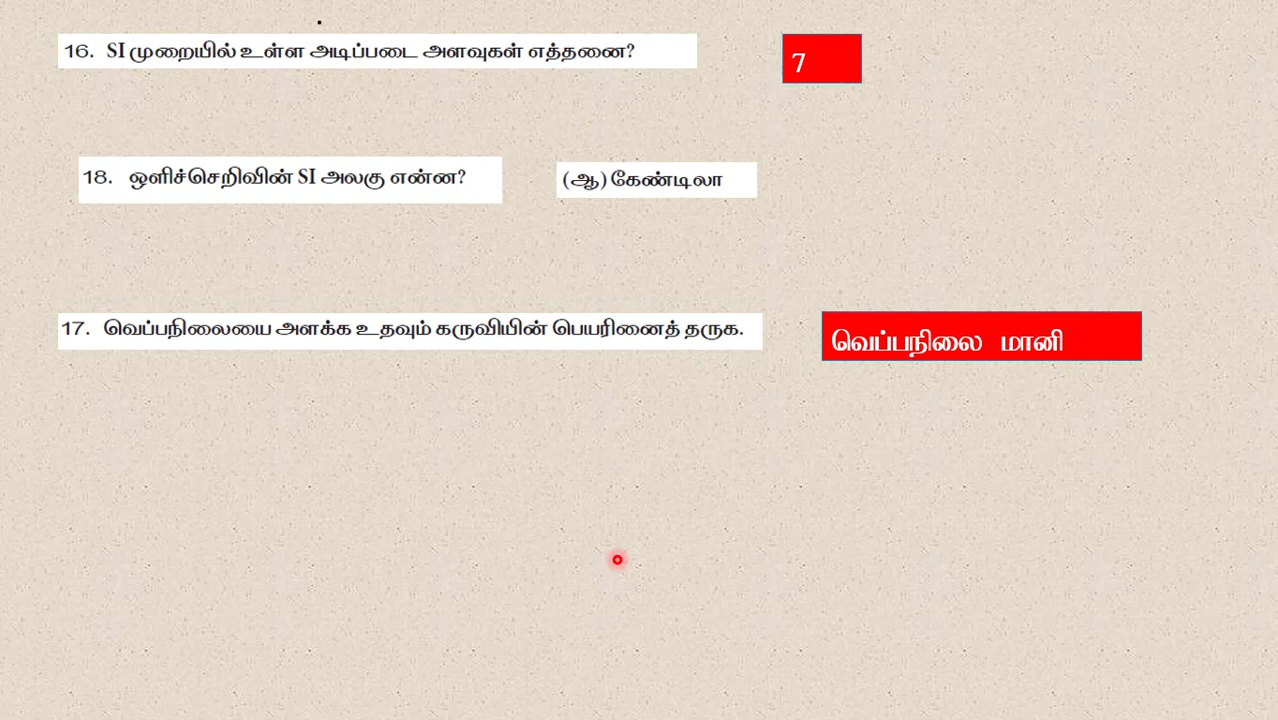 16. SI முறையில் உள்ள அடிப்படை அளவுகள் எத்தனை? 7
18. ஒளிச்செறிவின் SI அலகு என்ன? (ஆ) கேண்டிலா
17. வெப்பநிலையை அளக்க உதவும் கருவியின் பெயரினைத் தருக. வெப்பநிலை மானி